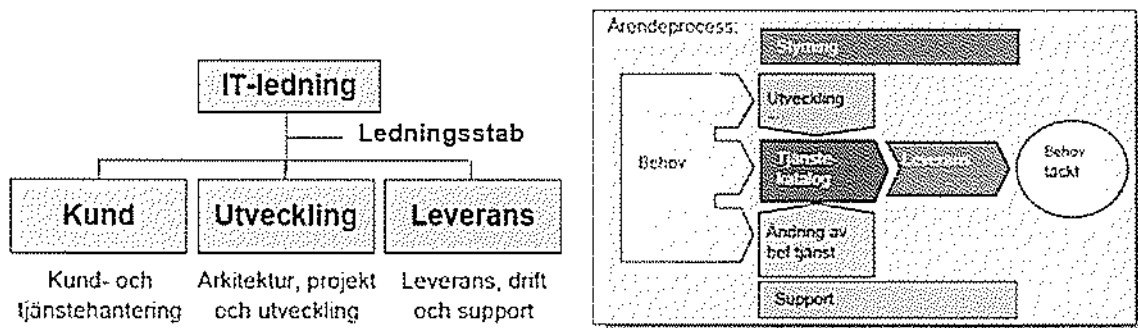 IT-ledning
Ledningsstab
Kund
Utveckling
Leverans
Kund- och
tjänstehantering
Arkitektur, projekt
och utveckling
Leverans, drift
och support
Ärendeprocess:
Styrning
Utveckling
Behov
Tjänste-
katalog
Leverans
Behov
täckt
Ändring av
bef tjänst
Support